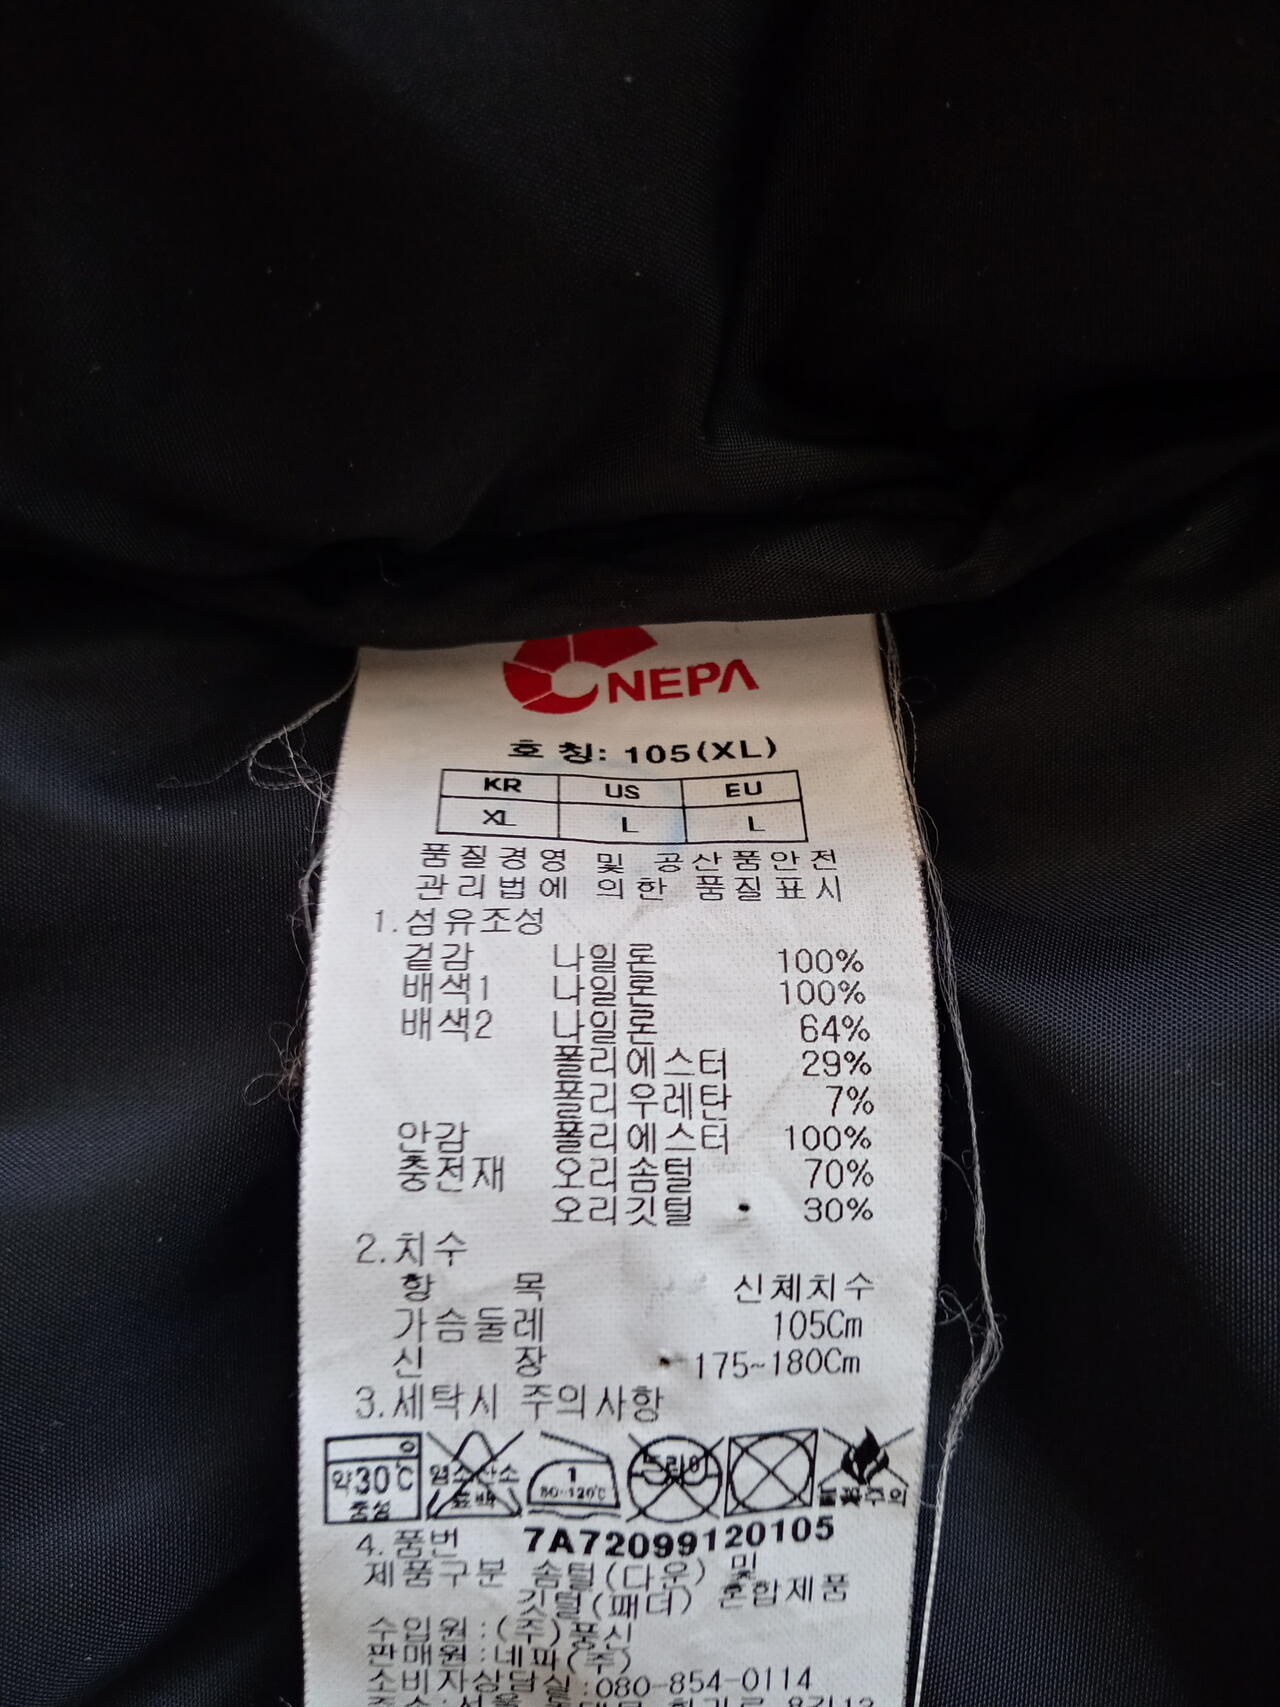 NEPA
호 칭: 105(XL)
KR US EU
XL L L
품질경영 및 공산품안전
관리법에 의한 품질표시
1.섬유조성
겉감 나일론 100%
배색1 나일론 100%
배색2 나일론 64%
폴리에스터 29%
폴리우레탄 7%
안감 폴리에스터 100%
충전재 오리솜털 70%
오리깃털 30%
2.치수
항 목 신체치수
가슴둘레 105Cm
신 장 175~180Cm
3.세탁시 주의사항
약30℃ 중성 염소산소 표백 1 80~120℃ 드라이 불꽃주의
4.품번 7A72099120105
제품구분 솜털(다운) 및
깃털(패더) 혼합제품
수입원:(주)풍신
판매원:네파(주)
소비자상담실:080-854-0114